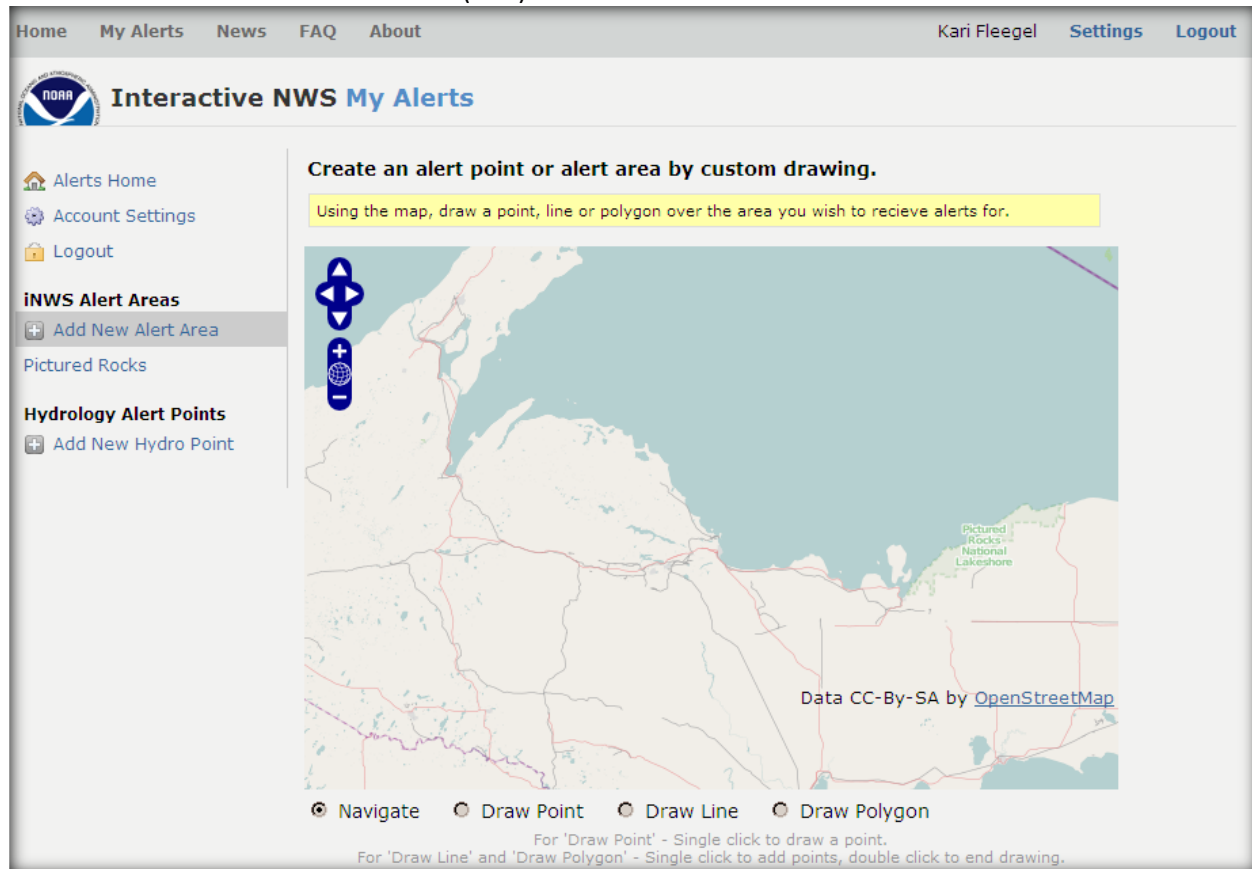 Home My Alerts News FAQ About Kari Fleegel Settings Logout
NOAA
Interactive NWS My Alerts
Alerts Home
Account Settings
Logout
iNWS Alert Areas
Add New Alert Area
Pictured Rocks
Hydrology Alert Points
Add New Hydro Point
Create an alert point or alert area by custom drawing.
Using the map, draw a point, line or polygon over the area you wish to recieve alerts for.
Pictured
Rocks
National
Lakeshore
Data CC-By-SA by OpenStreetMap
Navigate Draw Point Draw Line Draw Polygon
For 'Draw Point' - Single click to draw a point.
For 'Draw Line' and 'Draw Polygon' - Single click to add points, double click to end drawing.